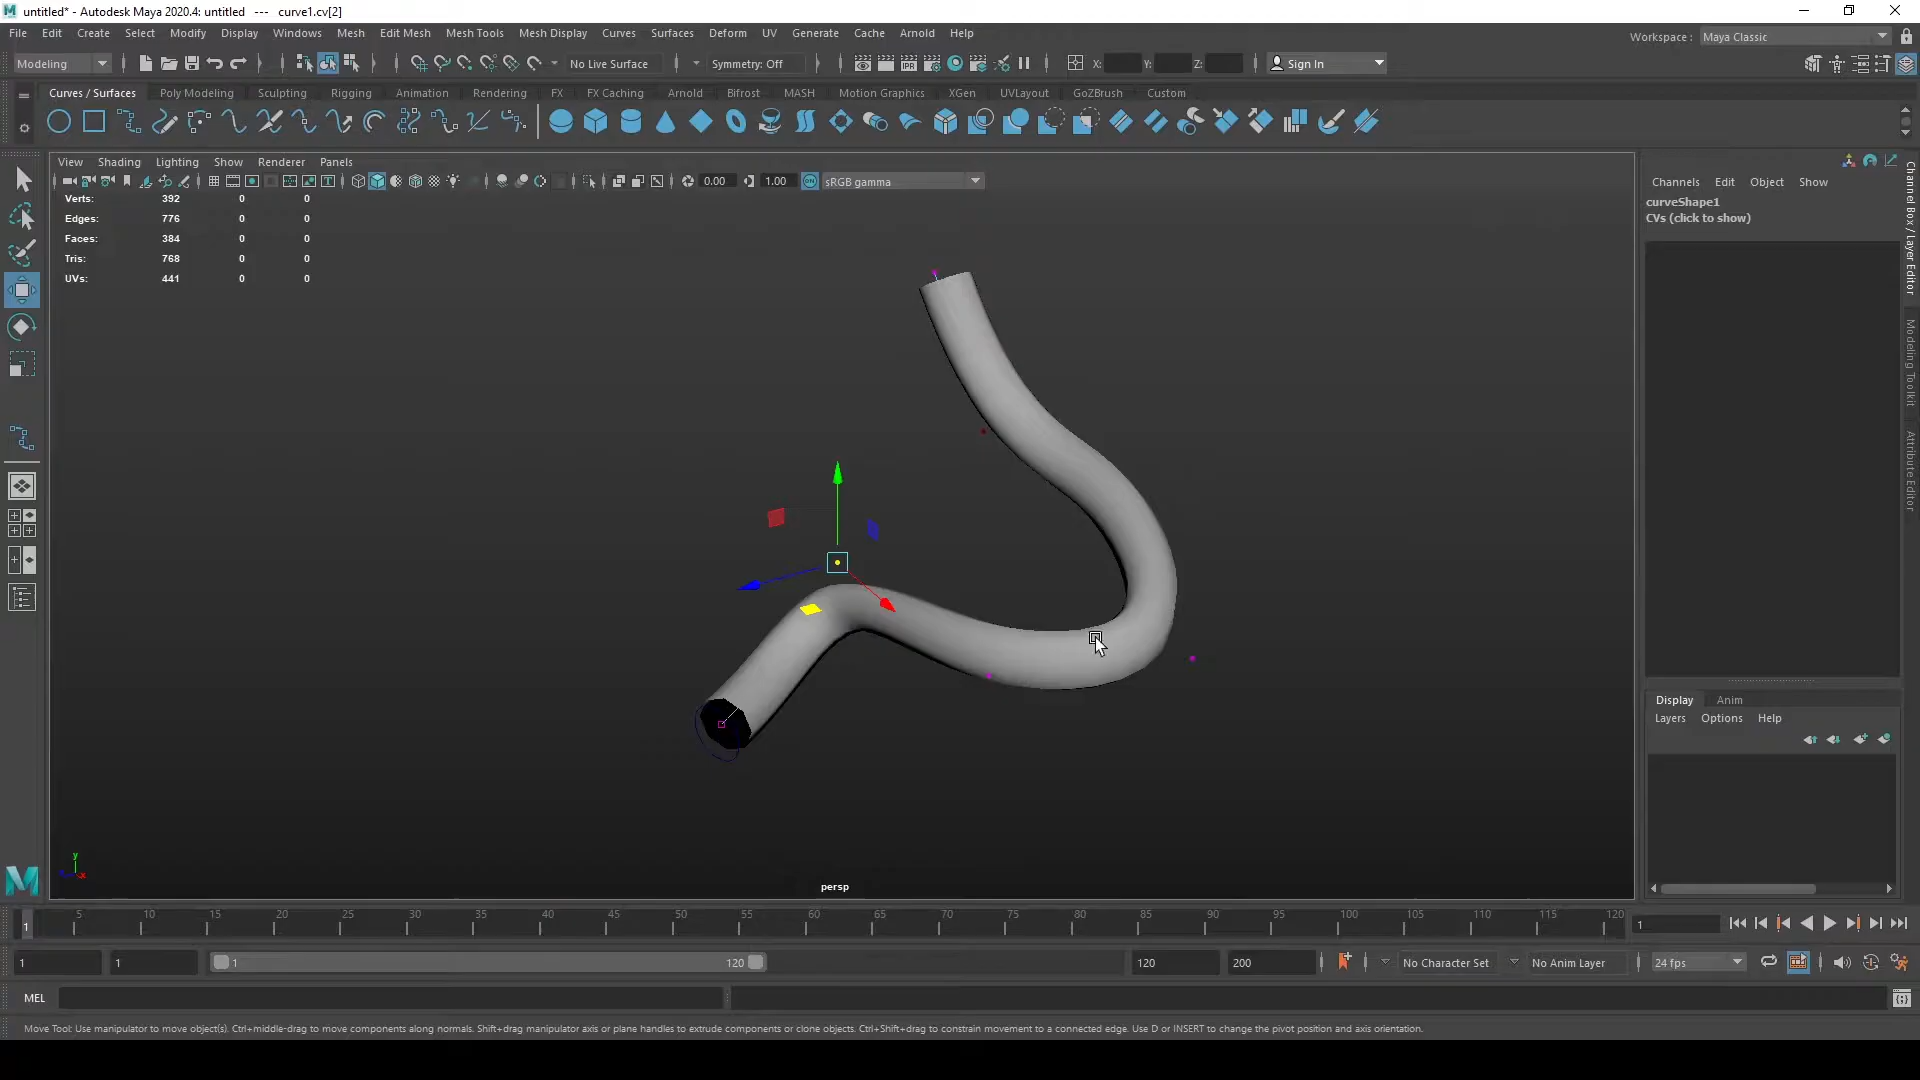 untitled* - Autodesk Maya 2020.4: untitled   ---   curve1.cv[2]
File Edit Create Select Modify Display Windows Mesh Edit Mesh Mesh Tools Mesh Display Curves Surfaces Deform UV Generate Cache Arnold Help
Workspace : Maya Classic
Modeling No Live Surface Symmetry: Off X: Y: Z: Sign In
Curves / Surfaces Poly Modeling Sculpting Rigging Animation Rendering FX FX Caching Arnold Bifrost MASH Motion Graphics XGen UVLayout GoZBrush Custom
View Shading Lighting Show Renderer Panels
0.00 1.00 sRGB gamma
Verts: 392 0 0
Edges: 776 0 0
Faces: 384 0 0
Tris: 768 0 0
UVs: 441 0 0
Channels Edit Object Show
curveShape1
CVs (click to show)
Channel Box / Layer Editor
Modeling Toolkit
Attribute Editor
Display Anim
Layers Options Help
y
x
persp
5 10 15 20 25 30 35 40 45 50 55 60 65 70 75 80 85 90 95 100 105 110 115 120
1
1
1 1 1 120 120 200 No Character Set No Anim Layer 24 fps
MEL
Move Tool: Use manipulator to move object(s). Ctrl+middle-drag to move components along normals. Shift+drag manipulator axis or plane handles to extrude components or clone objects. Ctrl+Shift+drag to constrain movement to a connected edge. Use D or INSERT to change the pivot position and axis orientation.